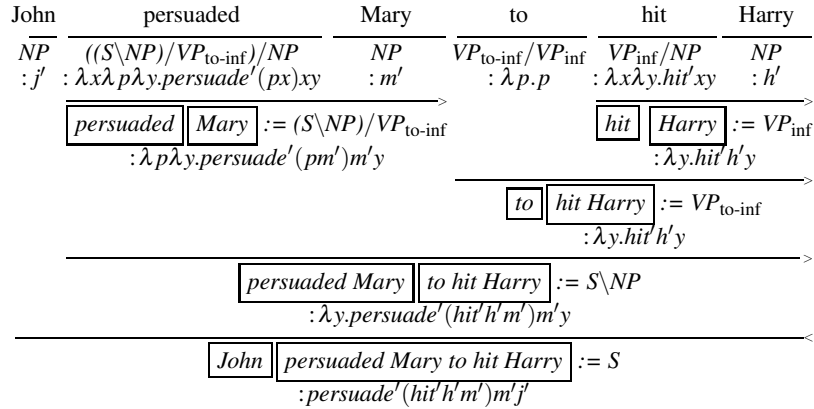 John persuaded Mary to hit Harry
NP ((S\NP)/VP_to-inf)/NP NP VP_to-inf/VP_inf VP_inf/NP NP
: j′ : λxλpλy.persuade′(px)xy : m′ : λp.p : λxλy.hit′xy : h′
> >
persuaded Mary := (S\NP)/VP_to-inf hit Harry := VP_inf
: λpλy.persuade′(pm′)m′y : λy.hit′h′y
>
to hit Harry := VP_to-inf
: λy.hit′h′y
>
persuaded Mary to hit Harry := S\NP
: λy.persuade′(hit′h′m′)m′y
<
John persuaded Mary to hit Harry := S
: persuade′(hit′h′m′)m′j′